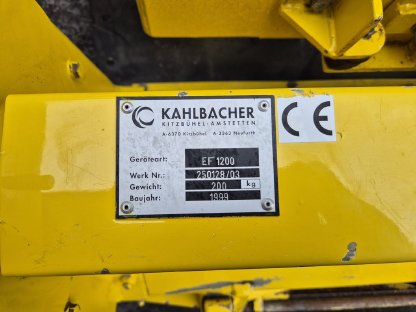 KAHLBACHER
KITZBÜHEL-AMSTETTEN
A-6370 Kitzbühel A-3363 Neufurth
CE
Geräteart: EF 1200
Werk Nr.: 250128/03
Gewicht: 200 kg
Baujahr: 1999